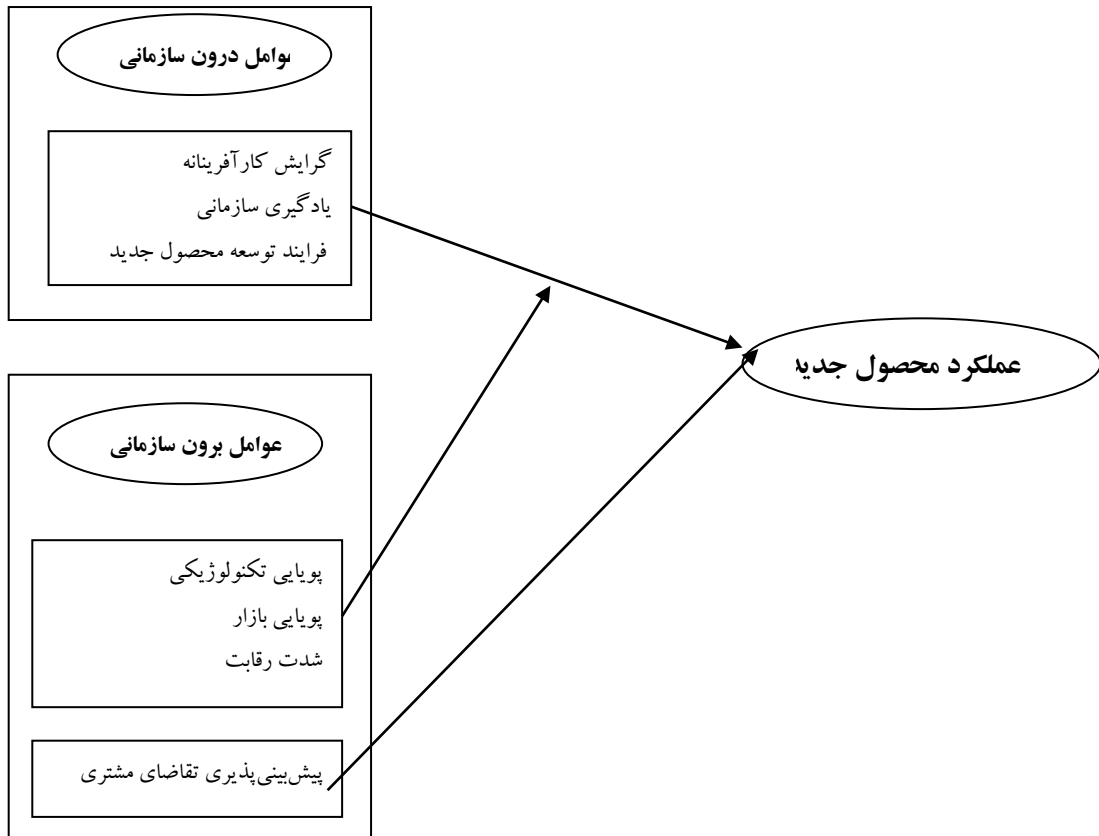 عوامل درون سازمانی
گرایش کارآفرینانه
یادگیری سازمانی
فرایند توسعه محصول جدید
عملکرد محصول جدید
عوامل برون سازمانی
پویایی تکنولوژیکی
پویایی بازار
شدت رقابت
پیش‌بینی‌پذیری تقاضای مشتری